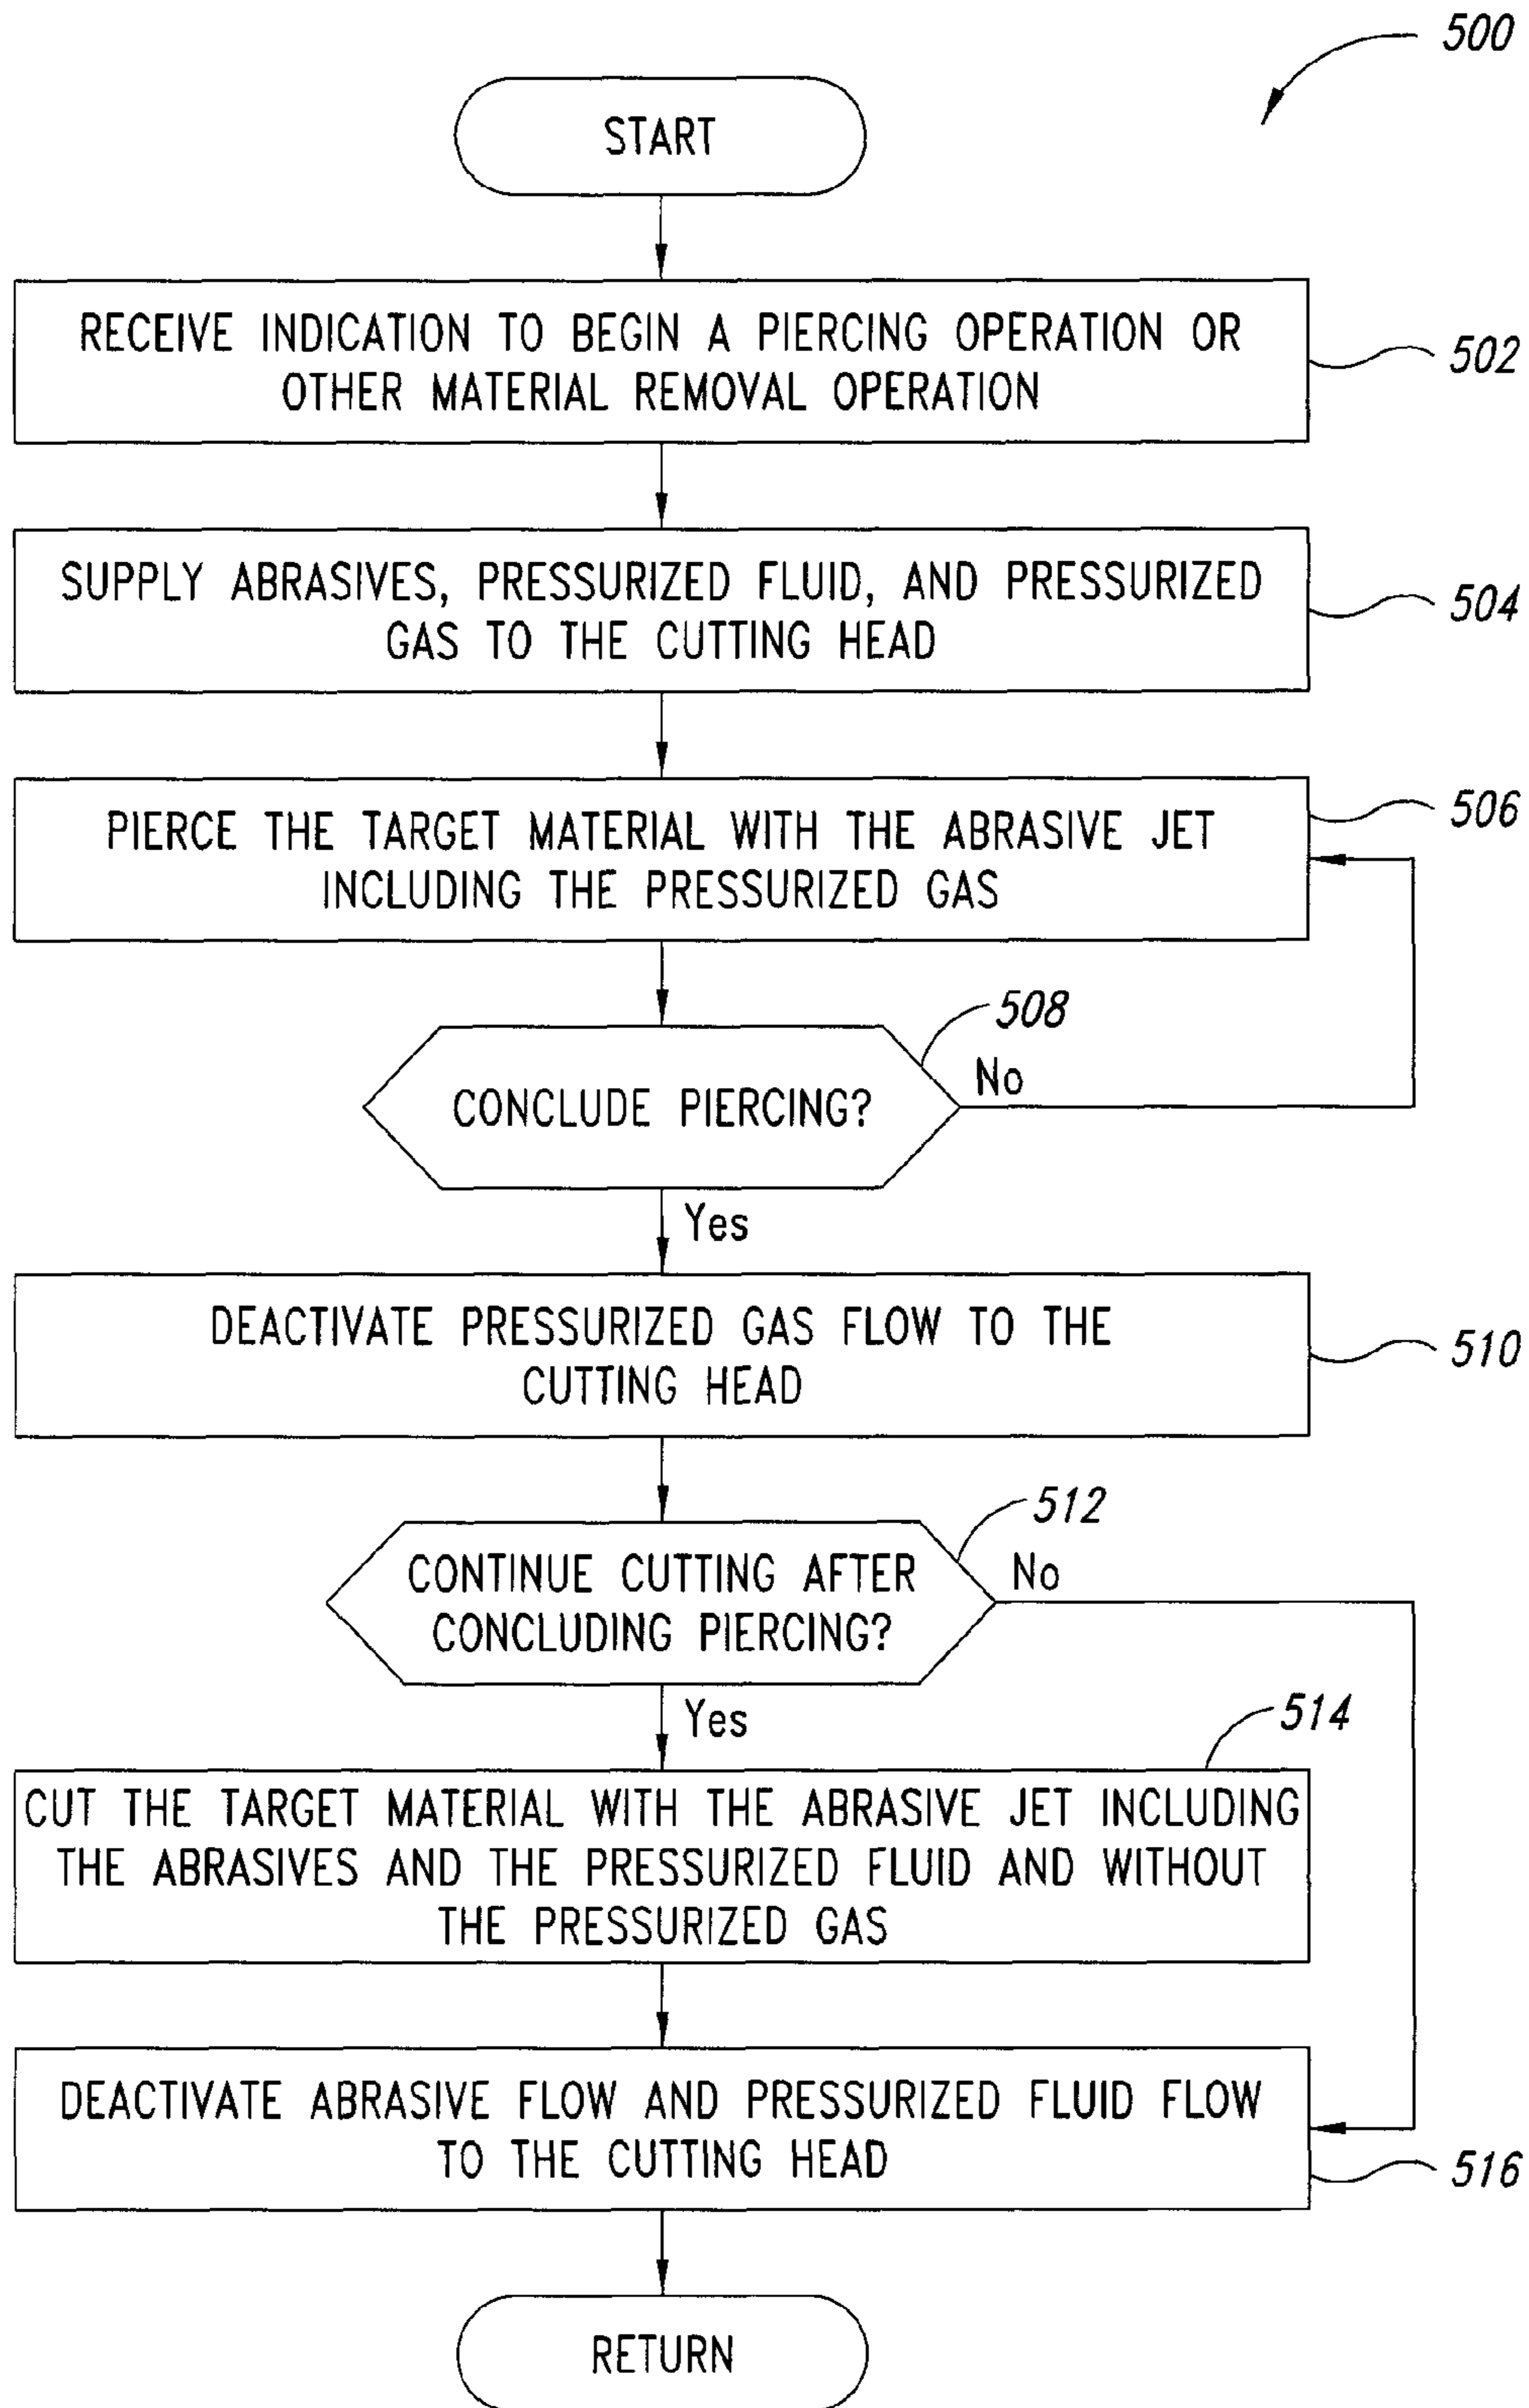 500
START
RECEIVE INDICATION TO BEGIN A PIERCING OPERATION OR
OTHER MATERIAL REMOVAL OPERATION
502
SUPPLY ABRASIVES, PRESSURIZED FLUID, AND PRESSURIZED
GAS TO THE CUTTING HEAD
504
PIERCE THE TARGET MATERIAL WITH THE ABRASIVE JET
INCLUDING THE PRESSURIZED GAS
506
508
CONCLUDE PIERCING?
No
Yes
DEACTIVATE PRESSURIZED GAS FLOW TO THE
CUTTING HEAD
510
512
CONTINUE CUTTING AFTER
CONCLUDING PIERCING?
No
Yes
514
CUT THE TARGET MATERIAL WITH THE ABRASIVE JET INCLUDING
THE ABRASIVES AND THE PRESSURIZED FLUID AND WITHOUT
THE PRESSURIZED GAS
DEACTIVATE ABRASIVE FLOW AND PRESSURIZED FLUID FLOW
TO THE CUTTING HEAD
516
RETURN